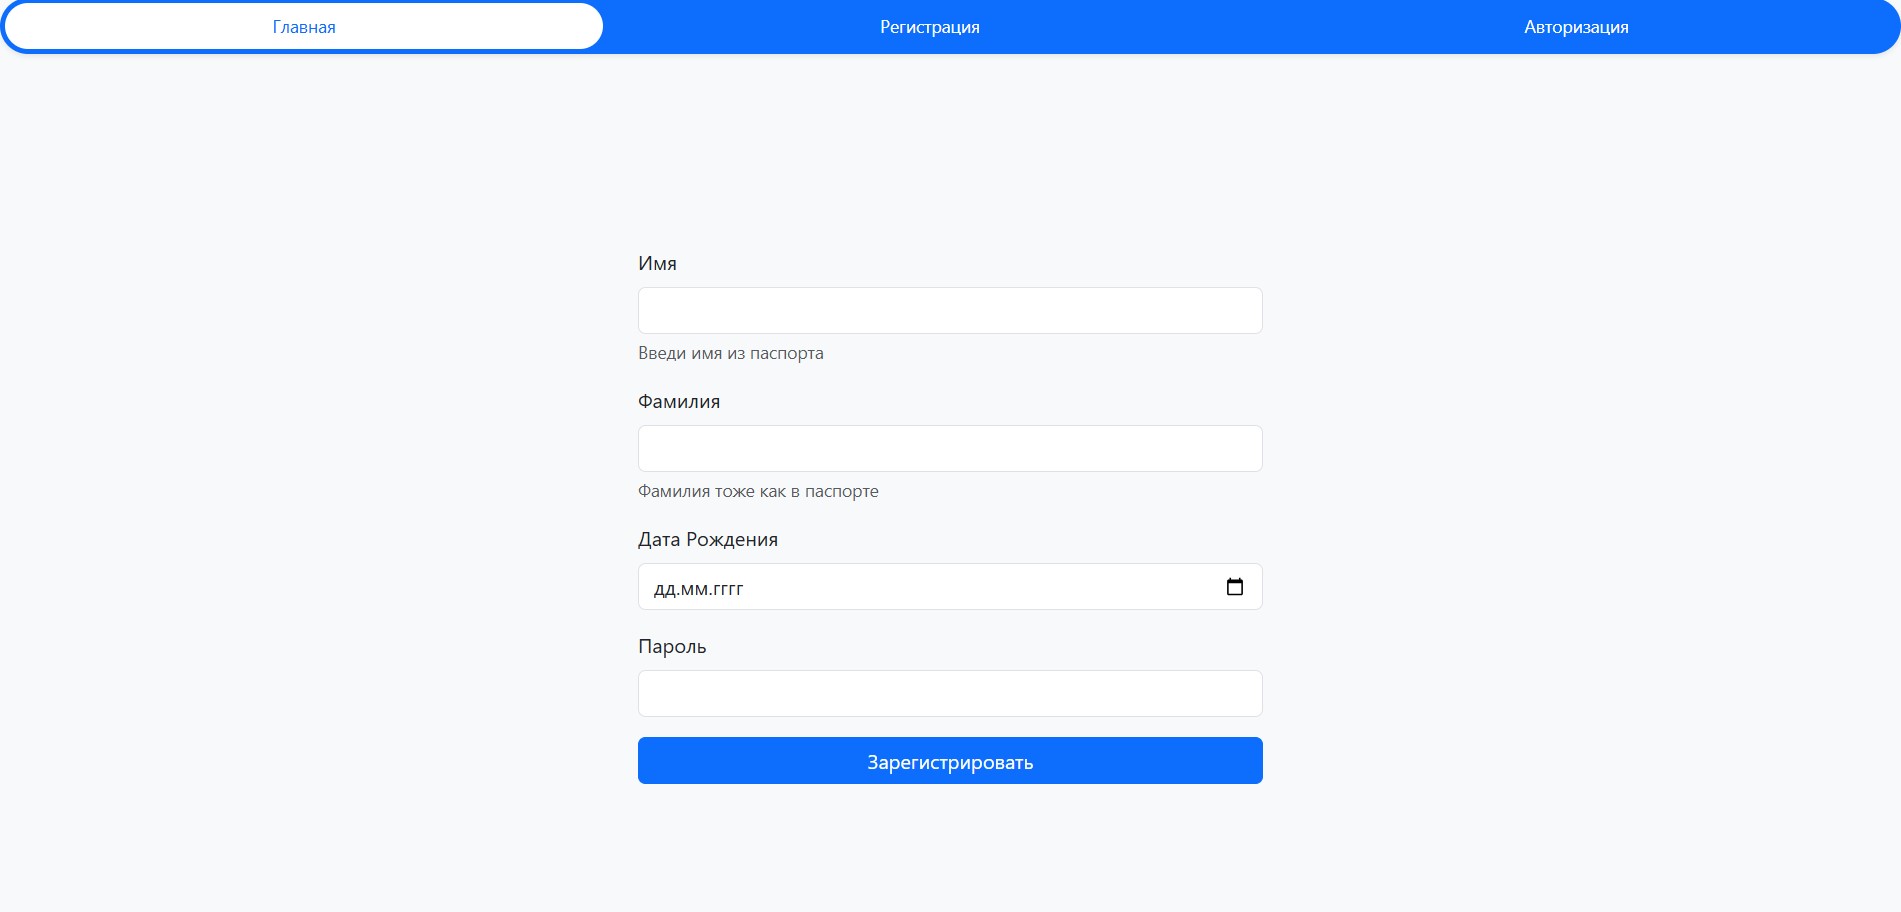 Главная Регистрация Авторизация
Имя
Введи имя из паспорта
Фамилия
Фамилия тоже как в паспорте
Дата Рождения
дд.мм.гггг
Пароль
Зарегистрировать